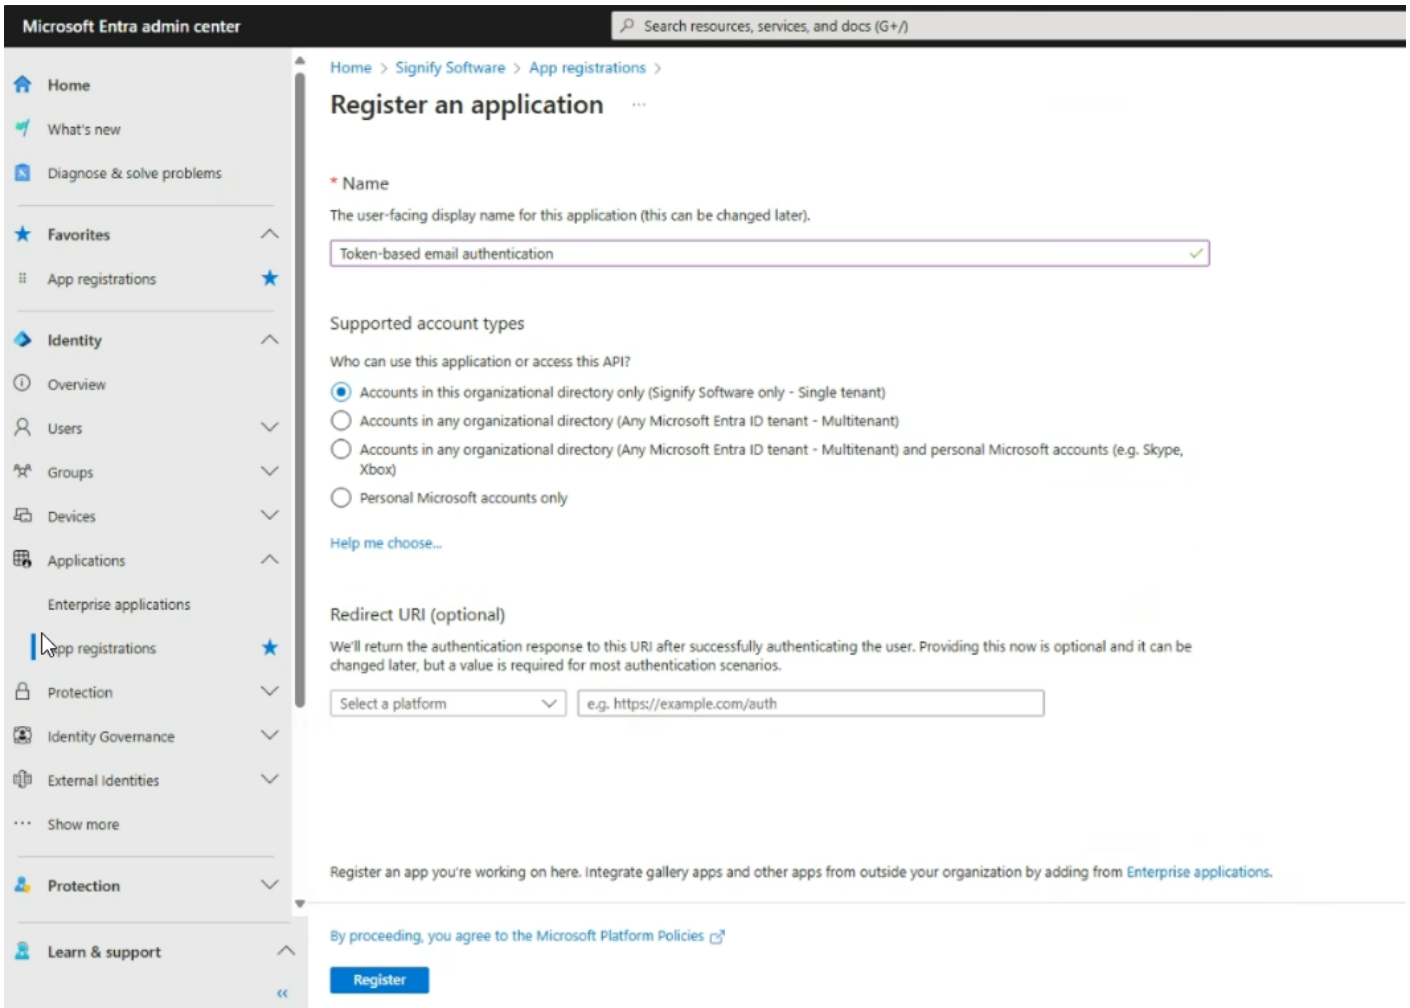 Microsoft Entra admin center
Search resources, services, and docs (G+/)
Home
What's new
Diagnose & solve problems
Favorites
App registrations
Identity
Overview
Users
Groups
Devices
Applications
Enterprise applications
App registrations
Protection
Identity Governance
External Identities
Show more
Protection
Learn & support
Home > Signify Software > App registrations >
Register an application ...
* Name
The user-facing display name for this application (this can be changed later).
Token-based email authentication
Supported account types
Who can use this application or access this API?
Accounts in this organizational directory only (Signify Software only - Single tenant)
Accounts in any organizational directory (Any Microsoft Entra ID tenant - Multitenant)
Accounts in any organizational directory (Any Microsoft Entra ID tenant - Multitenant) and personal Microsoft accounts (e.g. Skype,
Xbox)
Personal Microsoft accounts only
Help me choose...
Redirect URI (optional)
We'll return the authentication response to this URI after successfully authenticating the user. Providing this now is optional and it can be
changed later, but a value is required for most authentication scenarios.
Select a platform
e.g. https://example.com/auth
Register an app you're working on here. Integrate gallery apps and other apps from outside your organization by adding from Enterprise applications.
By proceeding, you agree to the Microsoft Platform Policies
Register